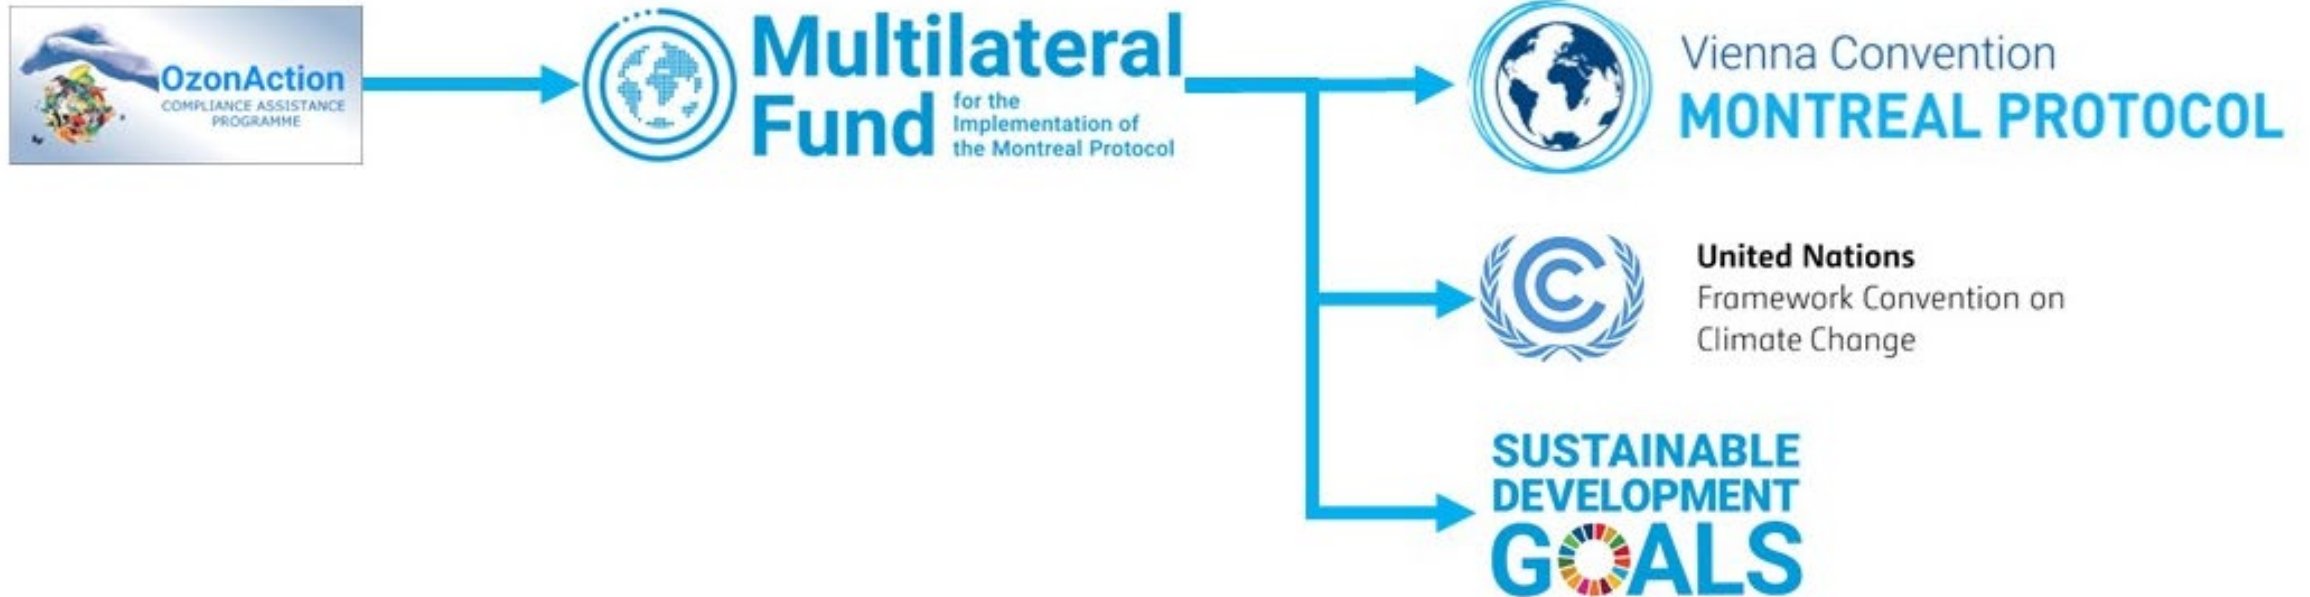 OzonAction
COMPLIANCE ASSISTANCE
PROGRAMME
Multilateral
Fund
for the
Implementation of
the Montreal Protocol
Vienna Convention
MONTREAL PROTOCOL
United Nations
Framework Convention on
Climate Change
SUSTAINABLE
DEVELOPMENT
GOALS